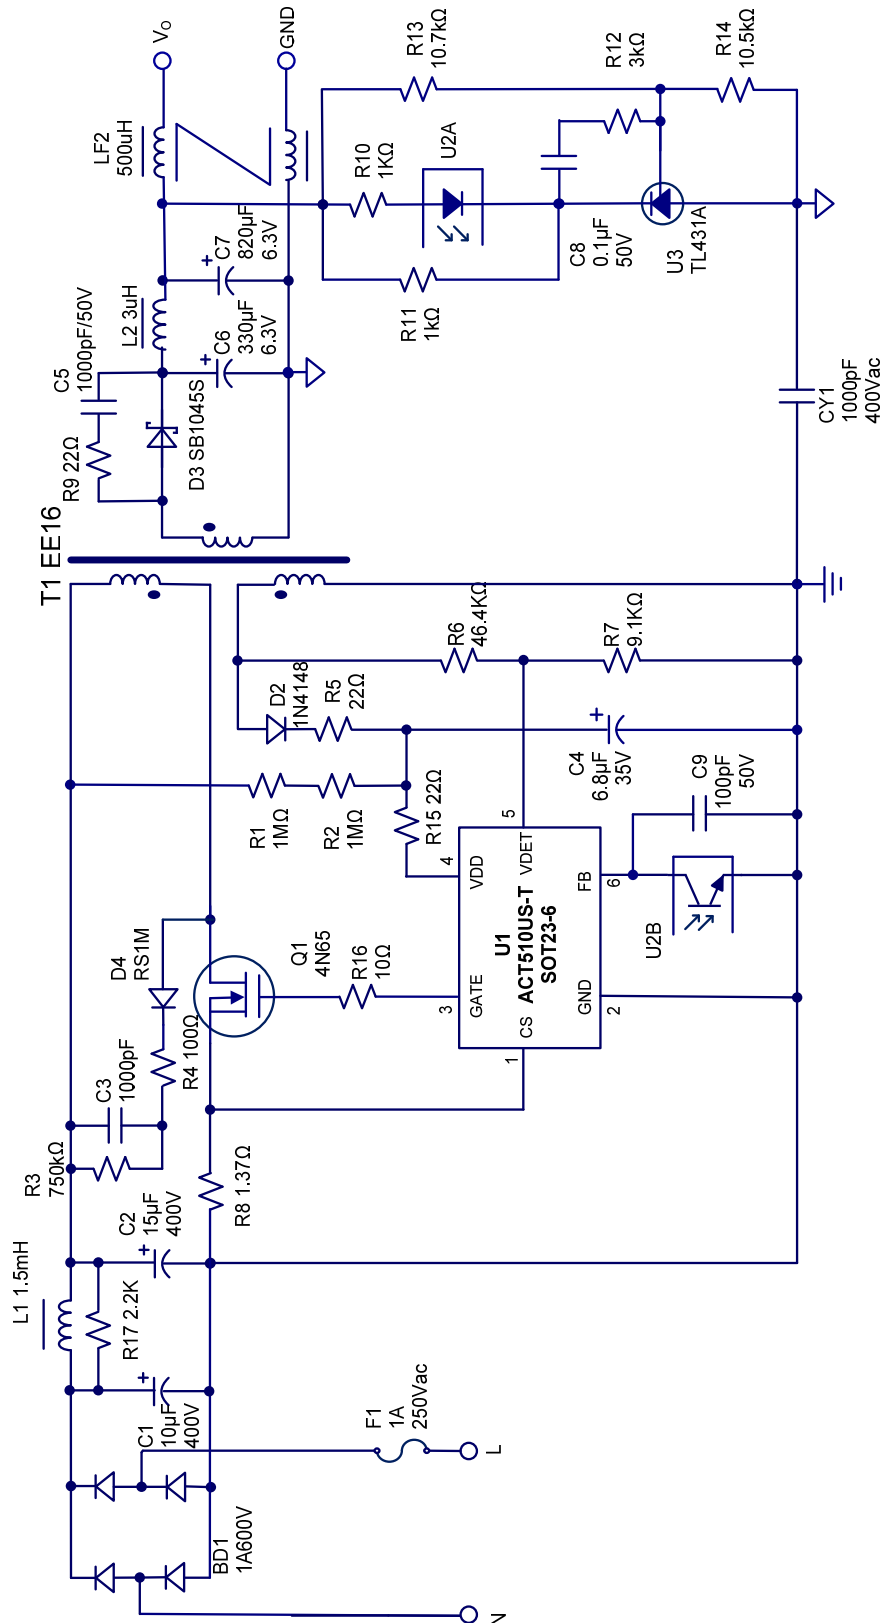 N
L
F1
1A
250Vac
BD1
1A600V
C1
10µF
400V
L1 1.5mH
R17 2.2K
C2
15µF
400V
R3
750kΩ
C3
1000pF
R4 100Ω
D4
RS1M
R8 1.37Ω
Q1
4N65
R16
10Ω
U1
ACT510US-T
SOT23-6
CS
1
GND
2
GATE
3
VDD
4
VDET
5
FB
6
R15 22Ω
R1
1MΩ
R2
1MΩ
D2
1N4148
R5
22Ω
C4
6.8µF
35V
C9
100pF
50V
U2B
R6
46.4KΩ
R7
9.1KΩ
T1 EE16
R9 22Ω
C5
1000pF/50V
D3 SB1045S
L2 3uH
C6
330µF
6.3V
C7
820µF
6.3V
LF2
500uH
VO
GND
R11
1kΩ
R10
1KΩ
U2A
C8
0.1µF
50V
U3
TL431A
R13
10.7kΩ
R12
3kΩ
R14
10.5kΩ
CY1
1000pF
400Vac